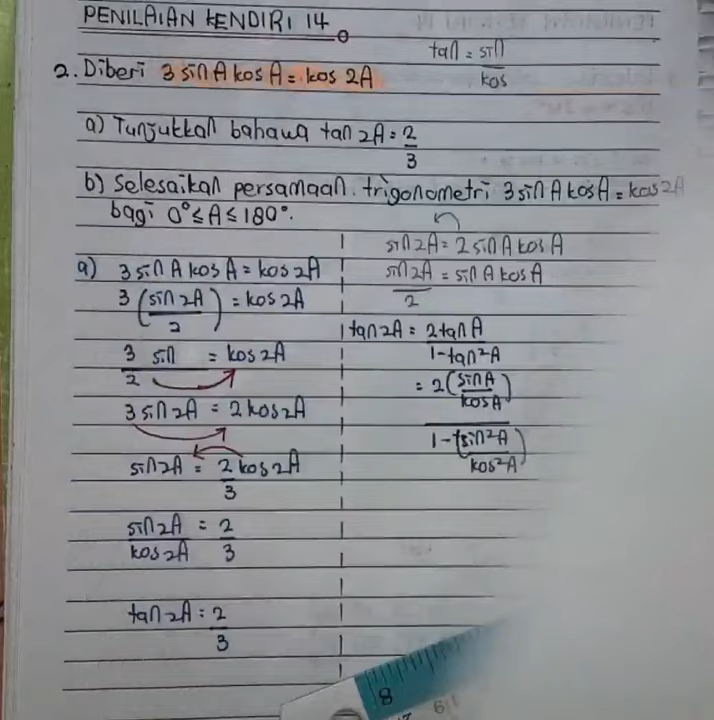 PENILAIAN KENDIRI 14
tan = sin
kos
2. Diberi 3 sin A kos A = kos 2A
a) Tunjukkan bahawa tan 2A = 2
3
b) Selesaikan persamaan trigonometri 3 sin A kos A = kos 2A
bagi 0° ≤ A ≤ 180°.
a) 3 sin A kos A = kos 2A
3 (sin 2A) = kos 2A
2
3 sin = kos 2A
2
3 sin 2A = 2 kos 2A
sin 2A = 2 kos 2A
3
sin 2A = 2
kos 2A 3
tan 2A = 2
3
sin 2A = 2 sin A kos A
sin 2A = sin A kos A
2
tan 2A = 2 tan A
1 - tan²A
= 2 (sin A)
kos A
1 - (sin²A)
kos²A
8